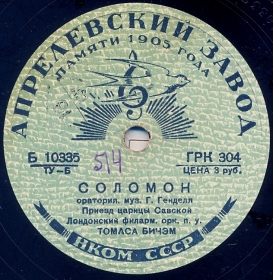 АПРЕЛЕВСКИЙ ЗАВОД
ПАМЯТИ 1905 ГОДА
Б 10335
ТУ-Б
514
ГРК 304
ЦЕНА 3 руб.
СОЛОМОН
оратория, муз. Г. Генделя
Приезд царицы Савской
Лондонский филарм. орк. п. у.
ТОМАСА БИЧЭМ
НКОМ СССР